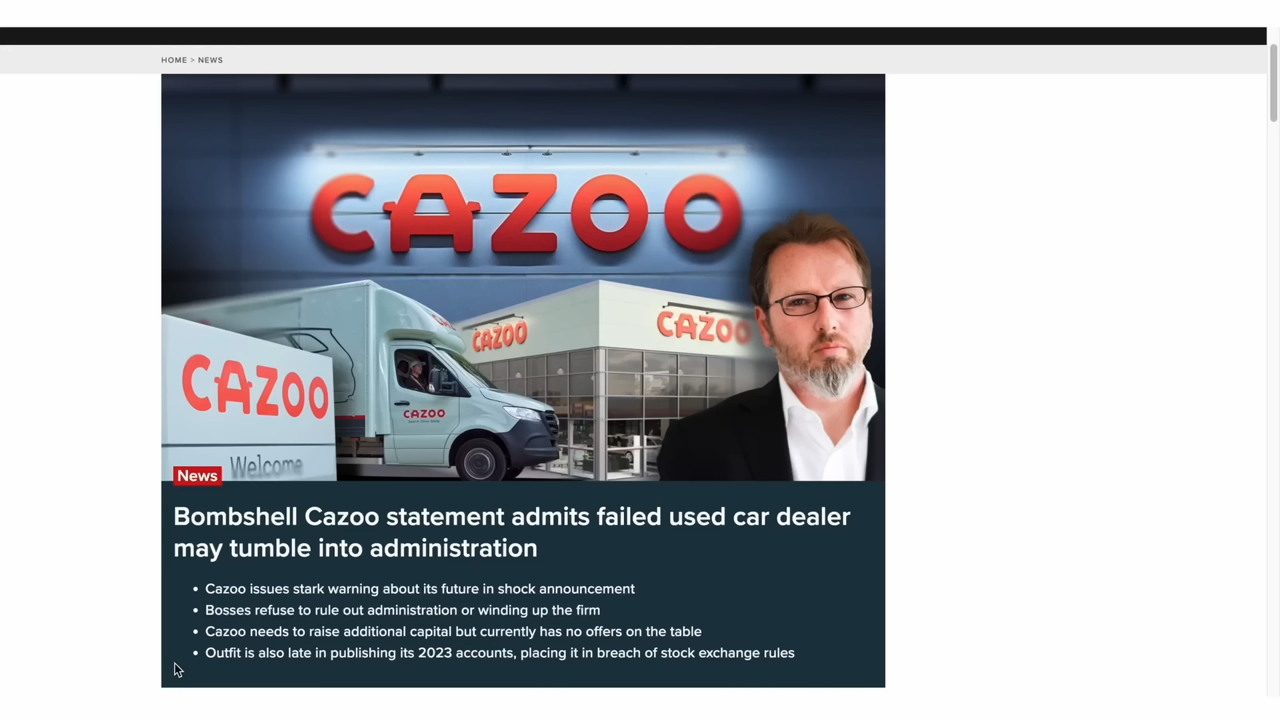 HOME > NEWS
CAZOO
CAZOO
CAZOO
CAZOO
CAZOO
Welcome
News
Bombshell Cazoo statement admits failed used car dealer
may tumble into administration
• Cazoo issues stark warning about its future in shock announcement
• Bosses refuse to rule out administration or winding up the firm
• Cazoo needs to raise additional capital but currently has no offers on the table
• Outfit is also late in publishing its 2023 accounts, placing it in breach of stock exchange rules